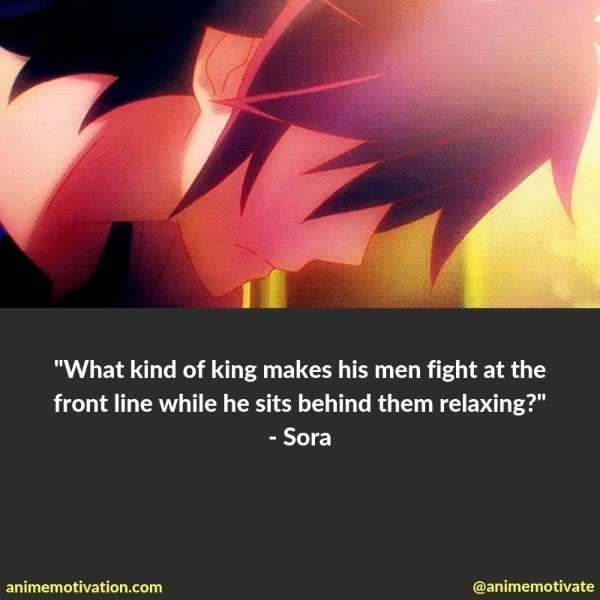 "What kind of king makes his men fight at the
front line while he sits behind them relaxing?"
- Sora
animemotivation.com
@animemotivate